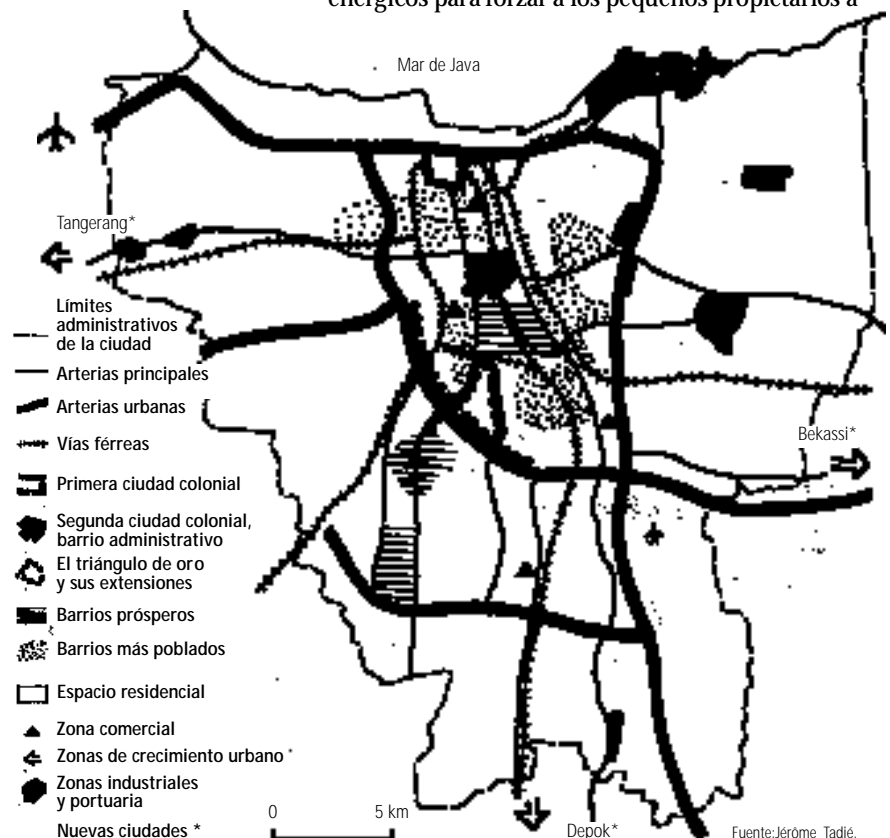 enérgicos para forzar a los pequeños propietarios a
Mar de Java
Tangerang*
Límites
administrativos
de la ciudad
Arterias principales
Arterias urbanas
Vías férreas
Primera ciudad colonial
Segunda ciudad colonial,
barrio administrativo
El triángulo de oro
y sus extensiones
Barrios prósperos
Barrios más poblados
Espacio residencial
Zona comercial
Zonas de crecimiento urbano
Zonas industriales
y portuaria
Nuevas ciudades *
0 5 km
Bekassi*
Depok*
Fuente:Jérôme Tadié.